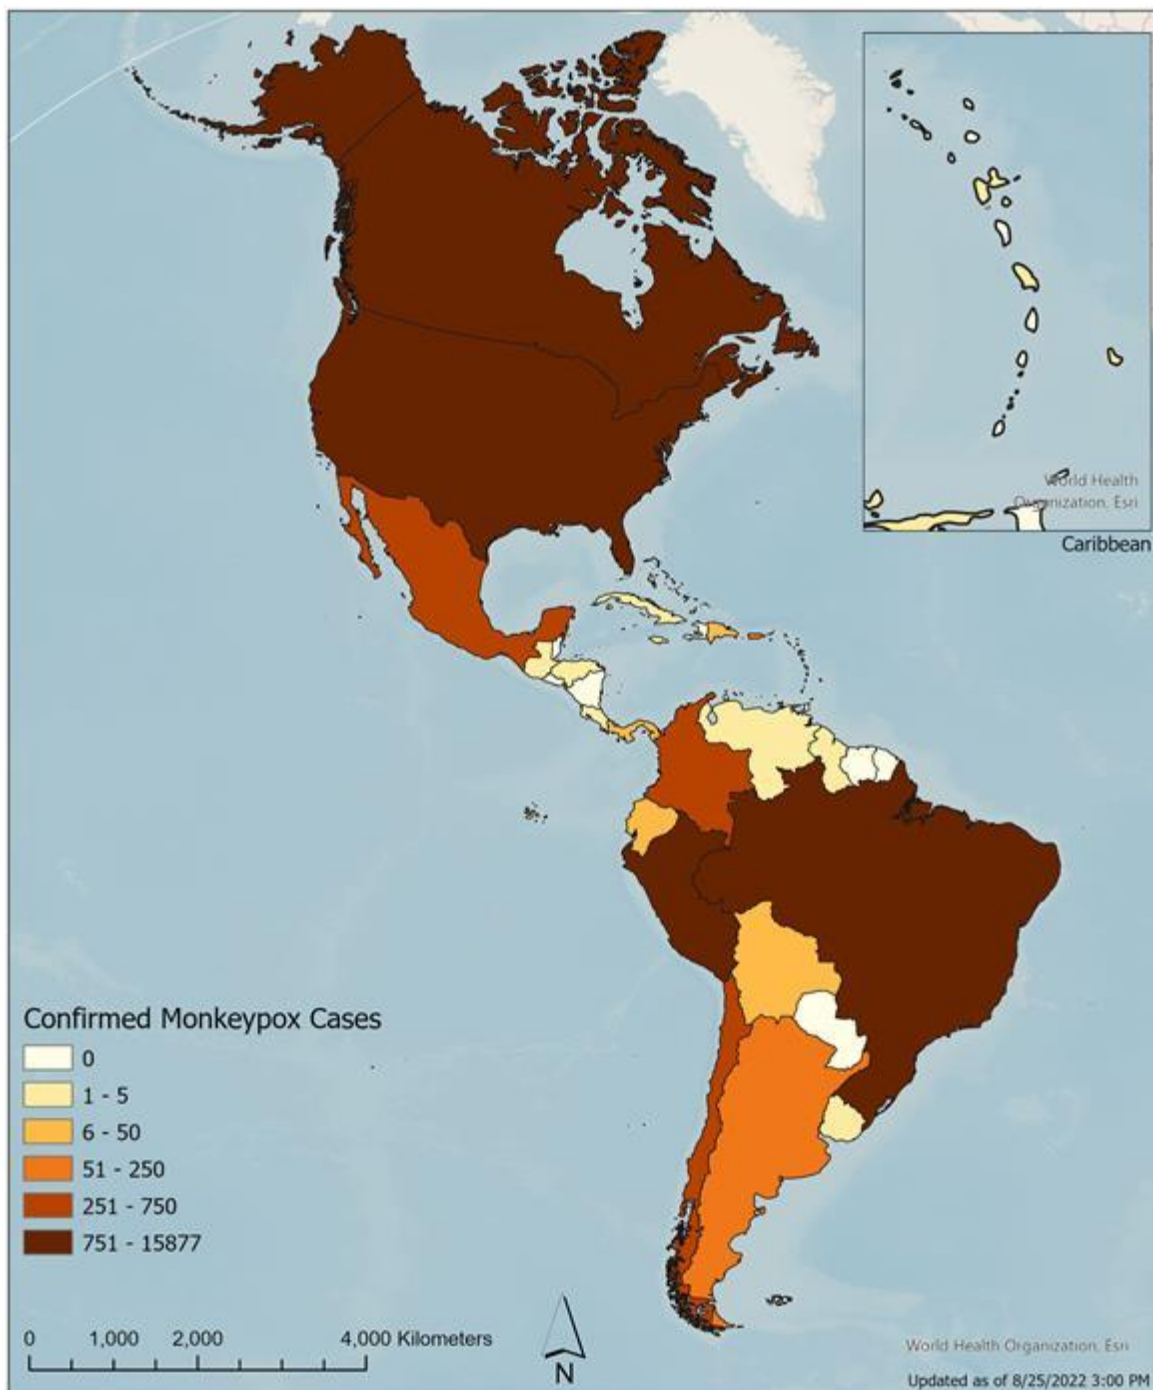 World Health
Organization, Esri
Caribbean
Confirmed Monkeypox Cases
0
1 - 5
6 - 50
51 - 250
251 - 750
751 - 15877
0 1,000 2,000 4,000 Kilometers
N
World Health Organization, Esri
Updated as of 8/25/2022 3:00 PM